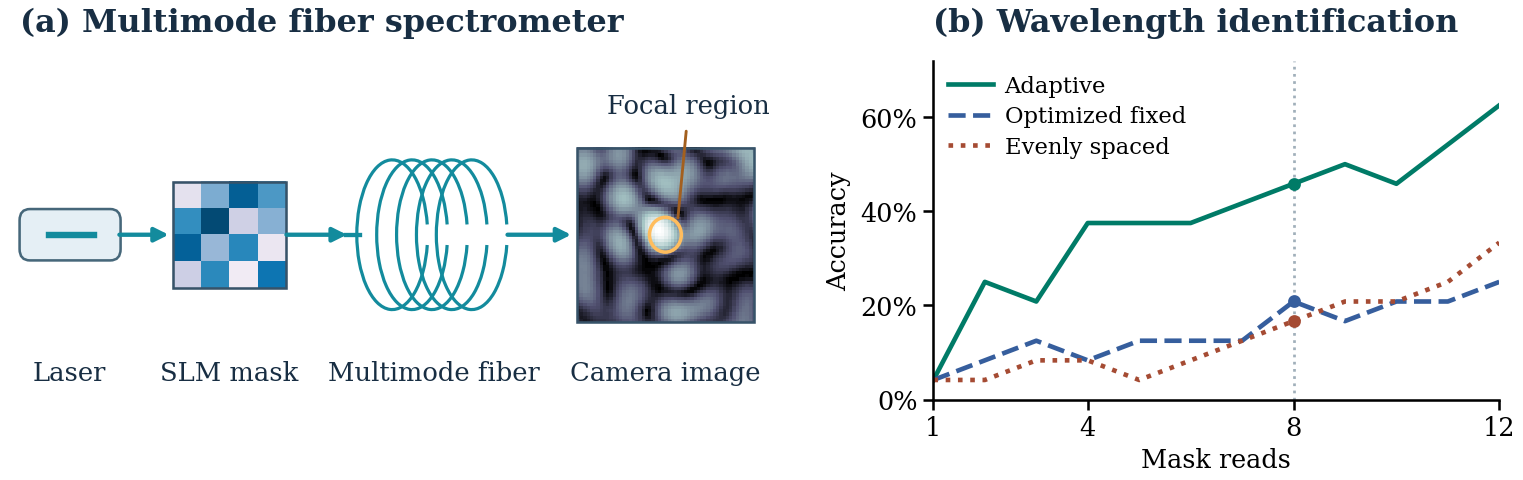 (a) Multimode fiber spectrometer
Focal region
Laser
SLM mask
Multimode fiber
Camera image
(b) Wavelength identification
Adaptive
Optimized fixed
Evenly spaced
Accuracy
60%
40%
20%
0%
1 4 8 12
Mask reads